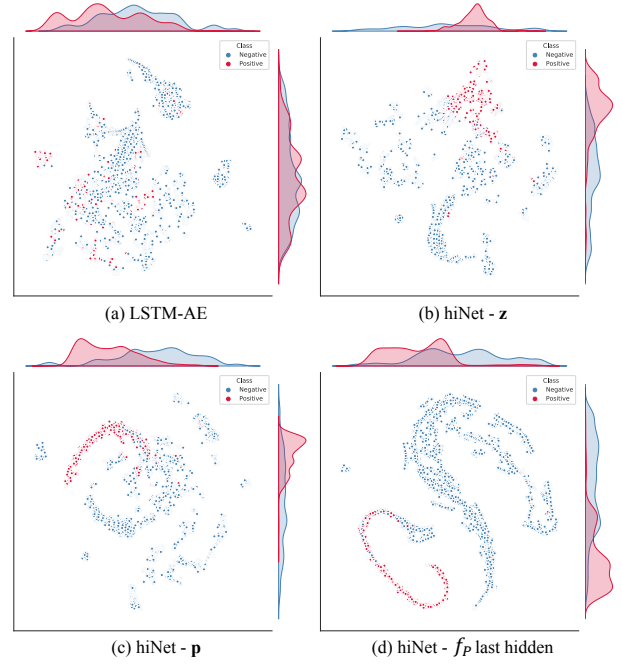 Class
Negative
Positive
Class
Negative
Positive
(a) LSTM-AE
(b) hiNet - z
Class
Negative
Positive
Class
Negative
Positive
(c) hiNet - p
(d) hiNet - f_P last hidden